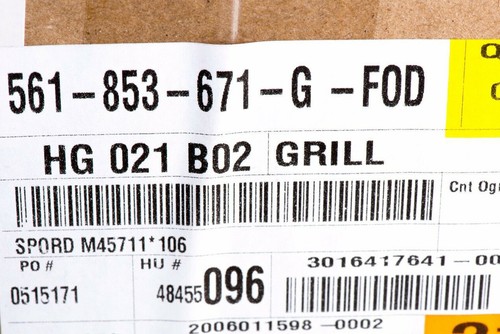 561-853-671-G -FOD
HG 021 B02 GRILL
Cnt
SPORD M45711*106
PO # HU # 3016417641-00
0515171 48455096
2006011598 -0002